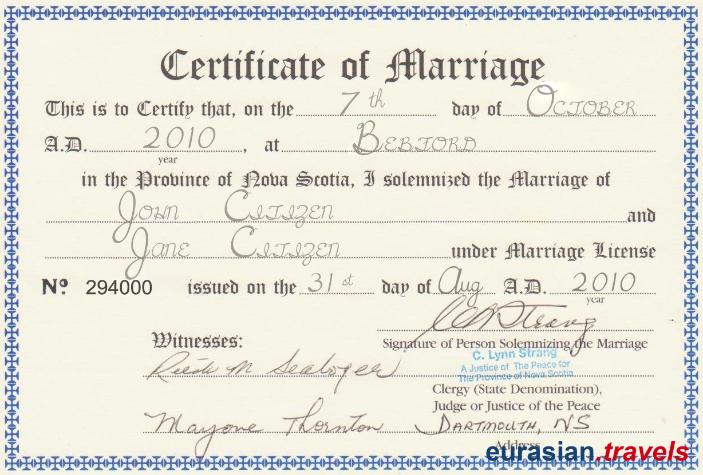 Certificate of Marriage
This is to Certify that, on the 7th day of October
A.D. 2010, at Bebford
year
in the Province of Nova Scotia, I solemnized the Marriage of
John Citizen and
Jane Citizen under Marriage License
No. 294000 issued on the 31st day of Aug A.D. 2010
year
Strang
Witnesses:
Signature of Person Solemnizing the Marriage
C. Lynn Strang
A Justice of The Peace for
The Province of Nova Scotia
M
Clergy (State Denomination),
Judge or Justice of the Peace
Marjorie Thornton Dartmouth, NS
Address
eurasian.travels